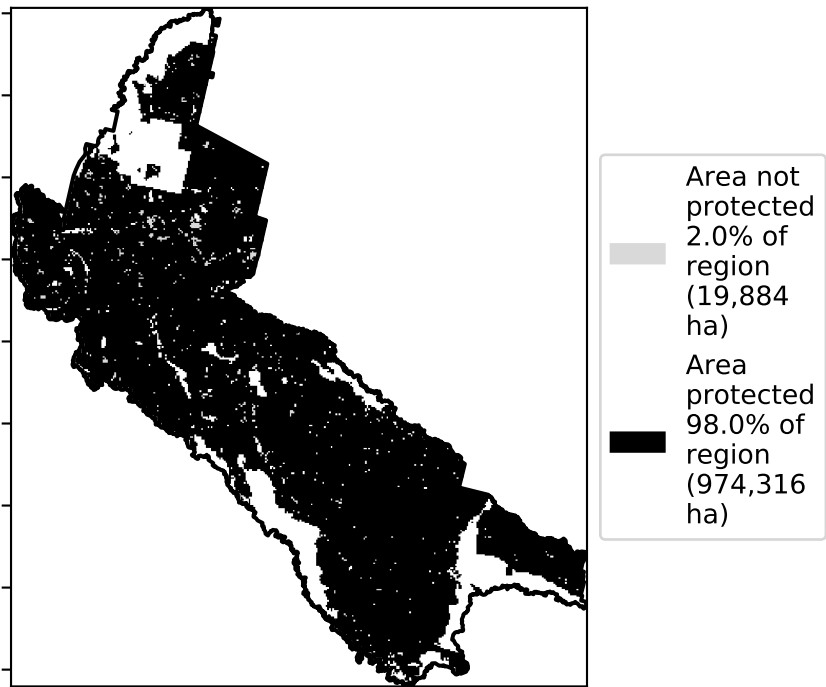 Area not
protected
2.0% of
region
(19,884
ha)
Area
protected
98.0% of
region
(974,316
ha)